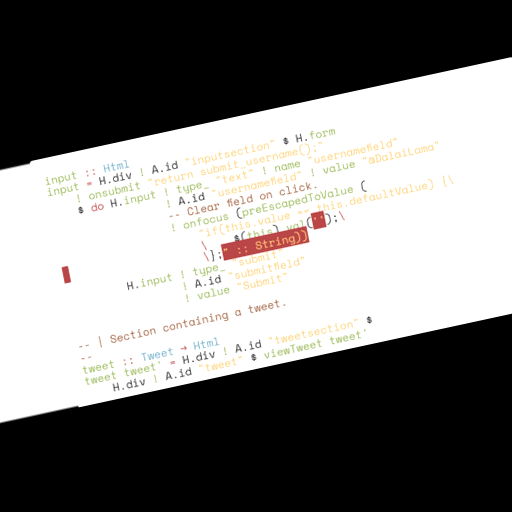 input :: Html
input = H.div ! A.id "inputsection" $ H.form
! onsubmit "return submit_username();"
$ do H.input ! type_ "text" ! name "usernamefield"
! A.id "usernamefield" ! value "aDalaiLama"
-- Clear field on click.
! onfocus (preEscapedToValue (
"if(this.value == this.defaultValue) {\
\ $(this).val('');\
\};" :: String))
H.input ! type_ "submit"
! A.id "submitfield"
! value "Submit"
-- | Section containing a tweet.
--
tweet :: Tweet → Html
tweet tweet' = H.div ! A.id "tweetsection" $
H.div ! A.id "tweet" $ viewTweet tweet'